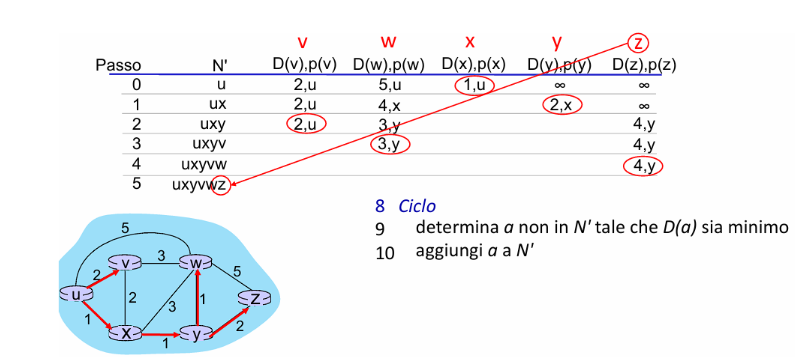 v w x y z
Passo N' D(v),p(v) D(w),p(w) D(x),p(x) D(y),p(y) D(z),p(z)
0 u 2,u 5,u 1,u ∞ ∞
1 ux 2,u 4,x 2,x ∞
2 uxy 2,u 3,y 4,y
3 uxyv 3,y 4,y
4 uxyvw 4,y
5 uxyvwz
8 Ciclo
9 determina a non in N' tale che D(a) sia minimo
10 aggiungi a a N'
5
v 3 w
2 5
u 2 3 1 z
1 2
x 1 y